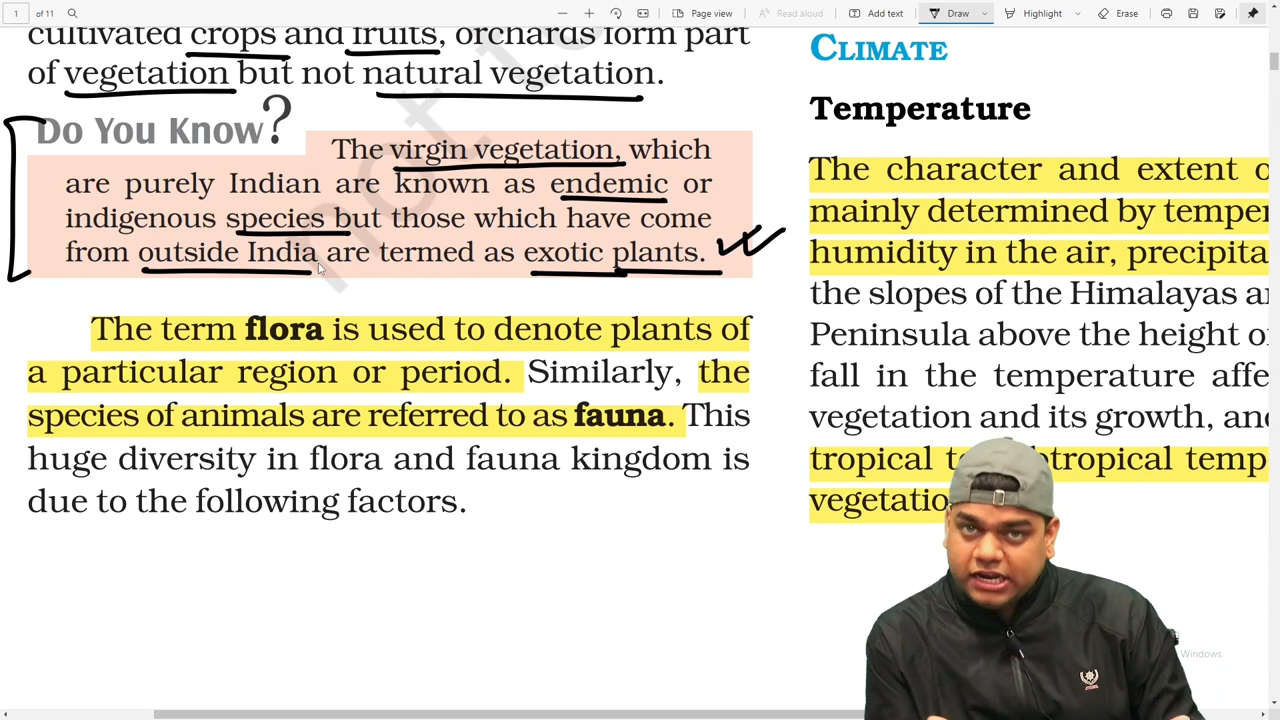 1 of 11 Page view Read aloud Add text Draw Highlight Erase
cultivated crops and fruits, orchards form part
of vegetation but not natural vegetation.
Do You Know?
The virgin vegetation, which
are purely Indian are known as endemic or
indigenous species but those which have come
from outside India are termed as exotic plants.
The term flora is used to denote plants of
a particular region or period. Similarly, the
species of animals are referred to as fauna. This
huge diversity in flora and fauna kingdom is
due to the following factors.
CLIMATE
Temperature
The character and extent o
mainly determined by temper
humidity in the air, precipita
the slopes of the Himalayas a
Peninsula above the height o
fall in the temperature affe
vegetation and its growth, an
tropical t btropical temp
vegetatio
Windows.
not t